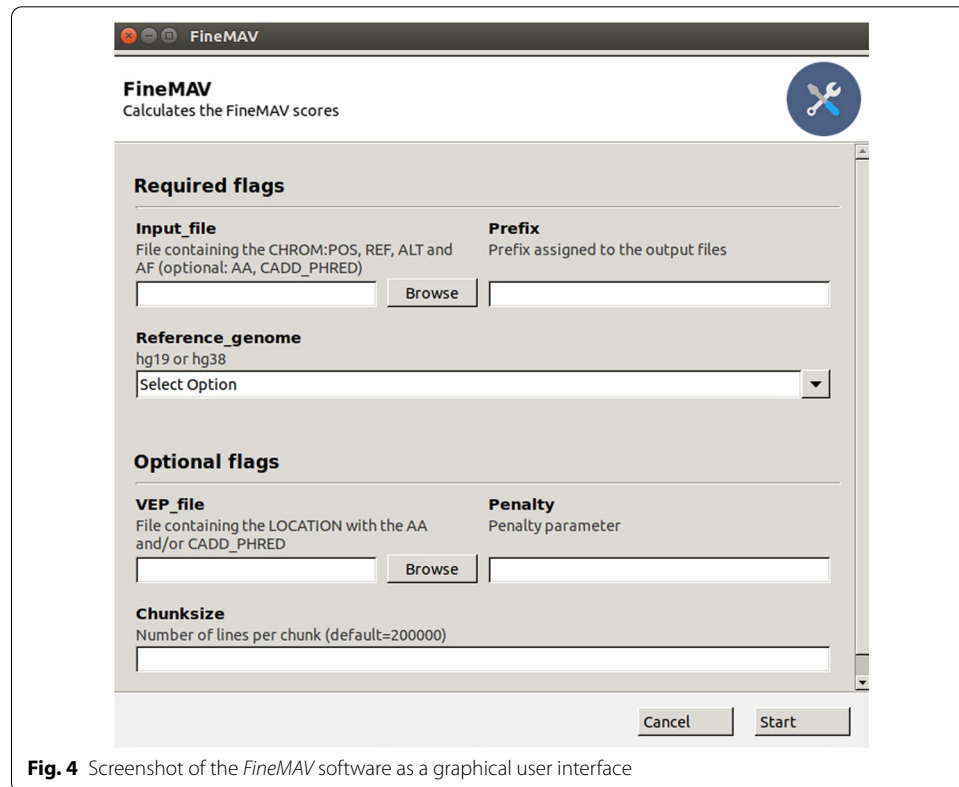 FineMAV
FineMAV
Calculates the FineMAV scores
Required flags
Input_file
File containing the CHROM:POS, REF, ALT and
AF (optional: AA, CADD_PHRED)
Browse
Prefix
Prefix assigned to the output files
Reference_genome
hg19 or hg38
Select Option
Optional flags
VEP_file
File containing the LOCATION with the AA
and/or CADD_PHRED
Browse
Penalty
Penalty parameter
Chunksize
Number of lines per chunk (default=200000)
Cancel
Start
Fig. 4 Screenshot of the FineMAV software as a graphical user interface